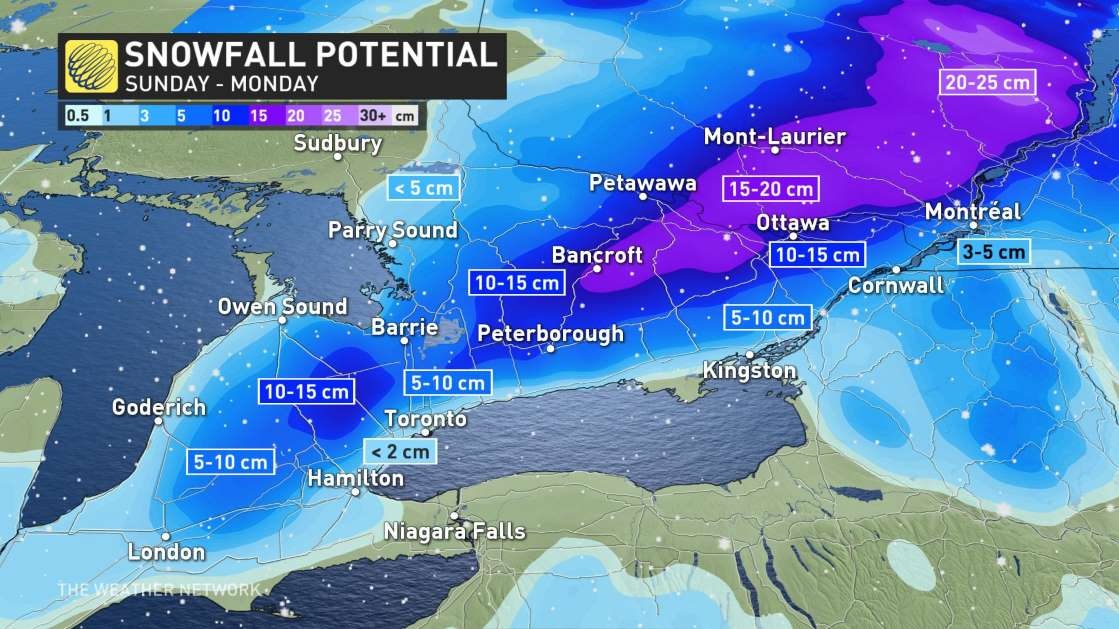 SNOWFALL POTENTIAL
SUNDAY - MONDAY
0.5 1 3 5 10 15 20 25 30+ cm
Sudbury
20-25 cm
Mont-Laurier
< 5 cm
Petawawa
15-20 cm
Parry Sound
Ottawa
Montréal
Bancroft
10-15 cm
3-5 cm
10-15 cm
Cornwall
Owen Sound
5-10 cm
Barrie
Peterborough
Kingston
10-15 cm
5-10 cm
Goderich
Toronto
< 2 cm
5-10 cm
Hamilton
Niagara Falls
London
THE WEATHER NETWORK